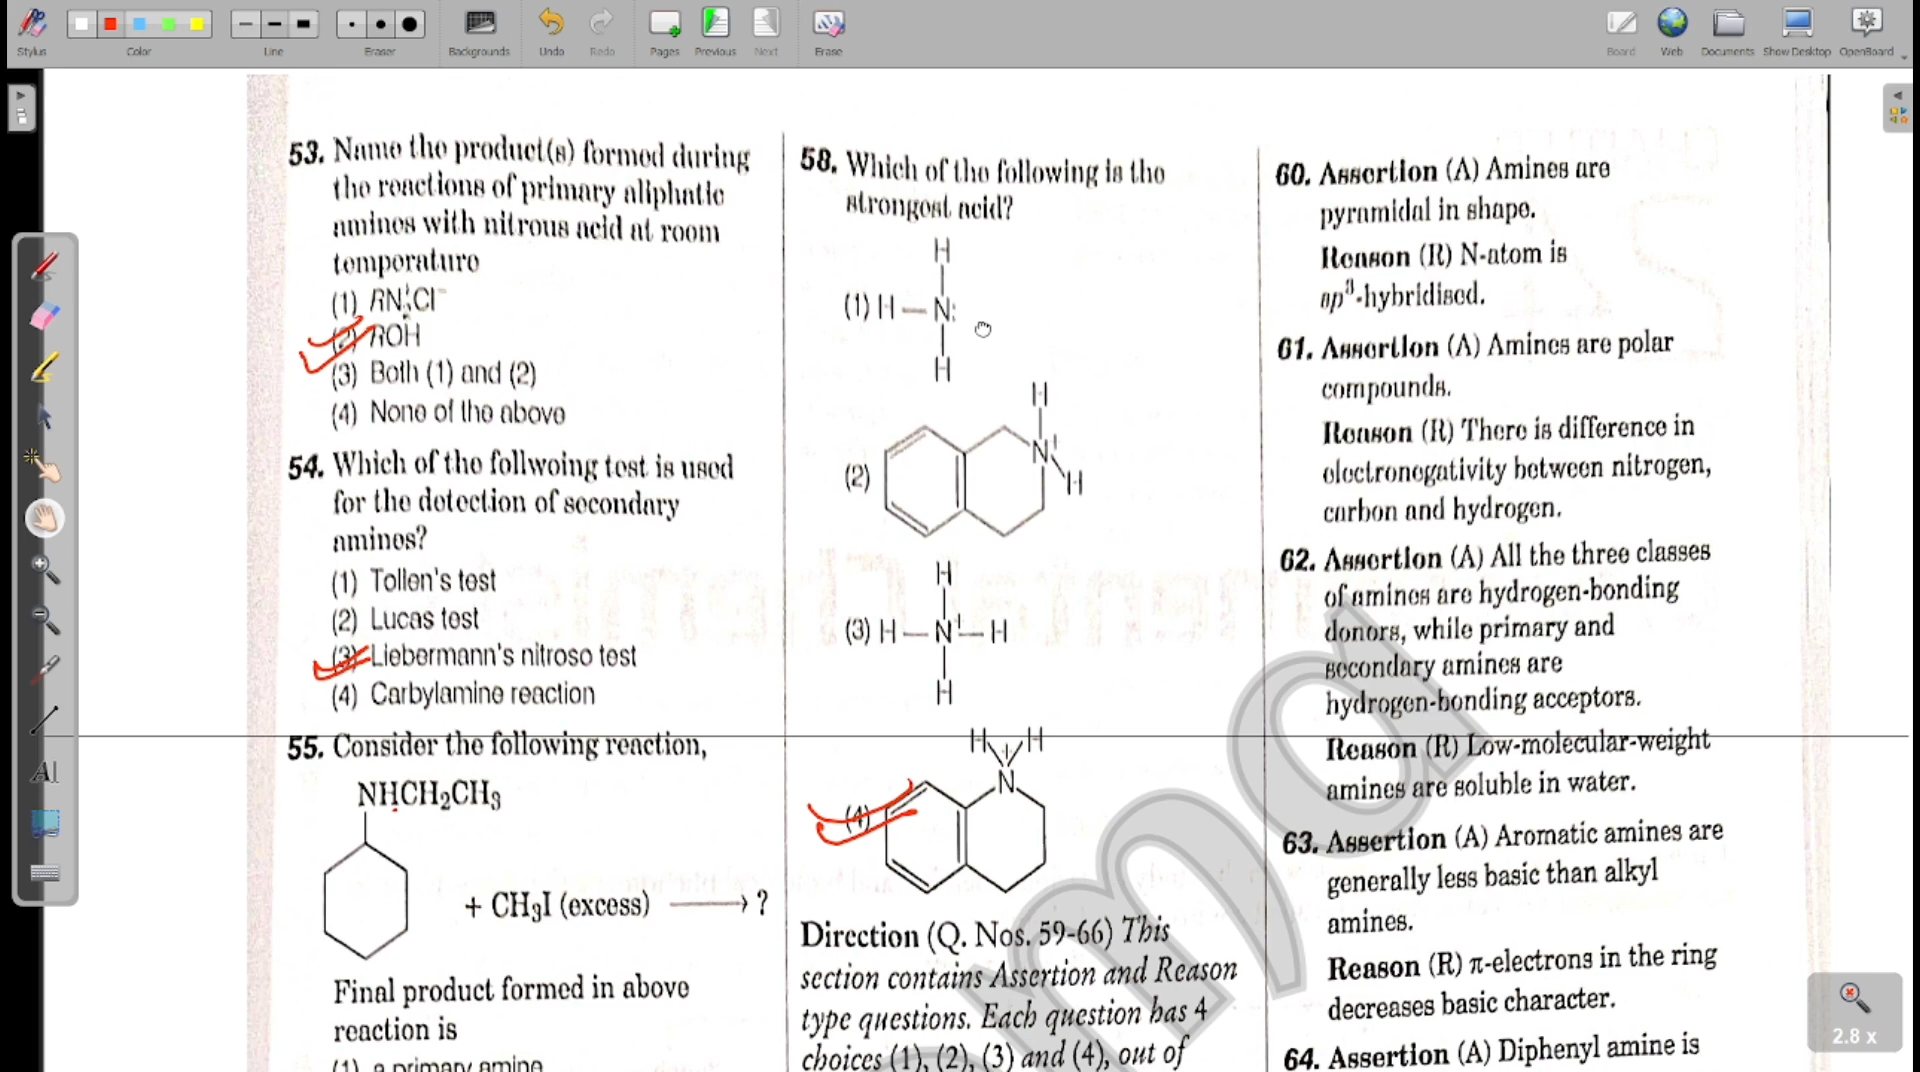 Stylus
Color
Line
Eraser
Backgrounds
Undo
Redo
Pages
Previous
Next
Erase
Board
Web
Documents
Show Desktop
OpenBoard
53. Name the product(s) formed during
the reactions of primary aliphatic
amines with nitrous acid at room
temperature
(1) RN₂⁺Cl⁻
(2) ROH
(3) Both (1) and (2)
(4) None of the above
54. Which of the follwoing test is used
for the detection of secondary
amines?
(1) Tollen's test
(2) Lucas test
(3) Liebermann's nitroso test
(4) Carbylamine reaction
55. Consider the following reaction,
NHCH₂CH₃
+ CH₃I (excess) ⟶ ?
Final product formed in above
reaction is
(1) a primary amine
58. Which of the following is the
strongest acid?
H
(1) H—N:
H
H
(2)
N⁺
H
H
(3) H—N⁺—H
H
H H
N⁺
(4)
Direction (Q. Nos. 59-66) This
section contains Assertion and Reason
type questions. Each question has 4
choices (1), (2), (3) and (4), out of
60. Assertion (A) Amines are
pyramidal in shape.
Reason (R) N-atom is
sp³-hybridised.
61. Assertion (A) Amines are polar
compounds.
Reason (R) There is difference in
electronegativity between nitrogen,
carbon and hydrogen.
62. Assertion (A) All the three classes
of amines are hydrogen-bonding
donors, while primary and
secondary amines are
hydrogen-bonding acceptors.
Reason (R) Low-molecular-weight
amines are soluble in water.
63. Assertion (A) Aromatic amines are
generally less basic than alkyl
amines.
Reason (R) π-electrons in the ring
decreases basic character.
64. Assertion (A) Diphenyl amine is
2.8 x